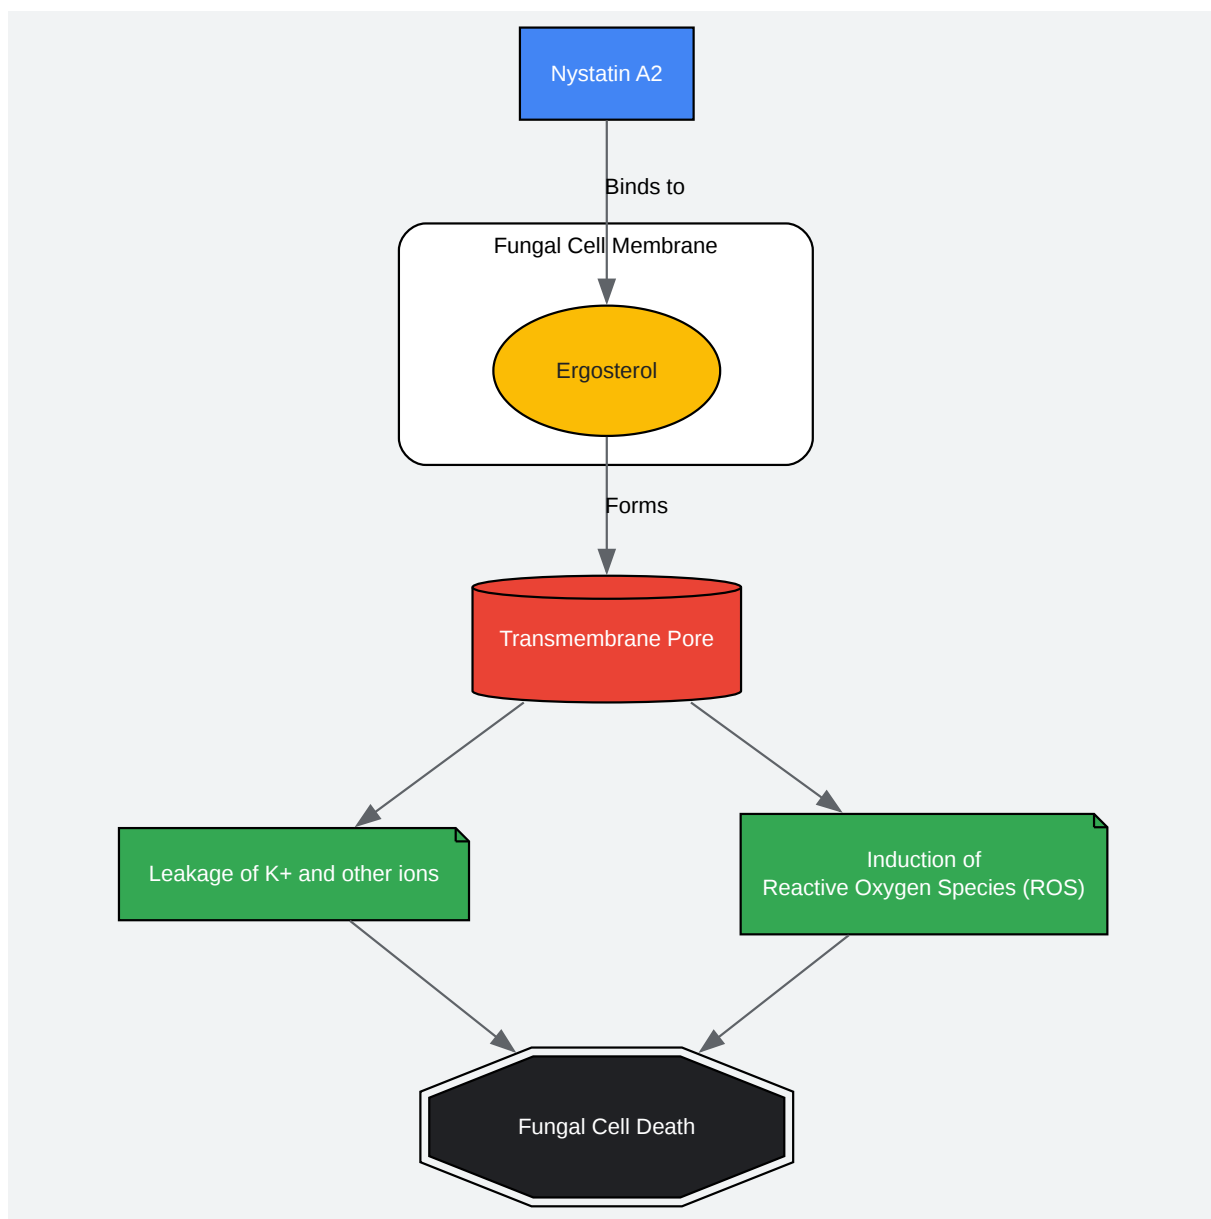 Nystatin A2
Binds to
Fungal Cell Membrane
Ergosterol
Forms
Transmembrane Pore
Leakage of K+ and other ions
Induction of
Reactive Oxygen Species (ROS)
Fungal Cell Death